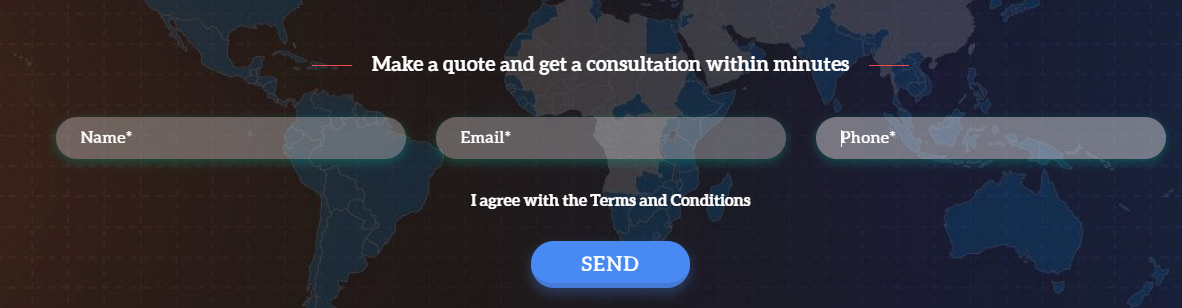 Make a quote and get a consultation within minutes
Name*
Email*
Phone*
I agree with the Terms and Conditions
SEND